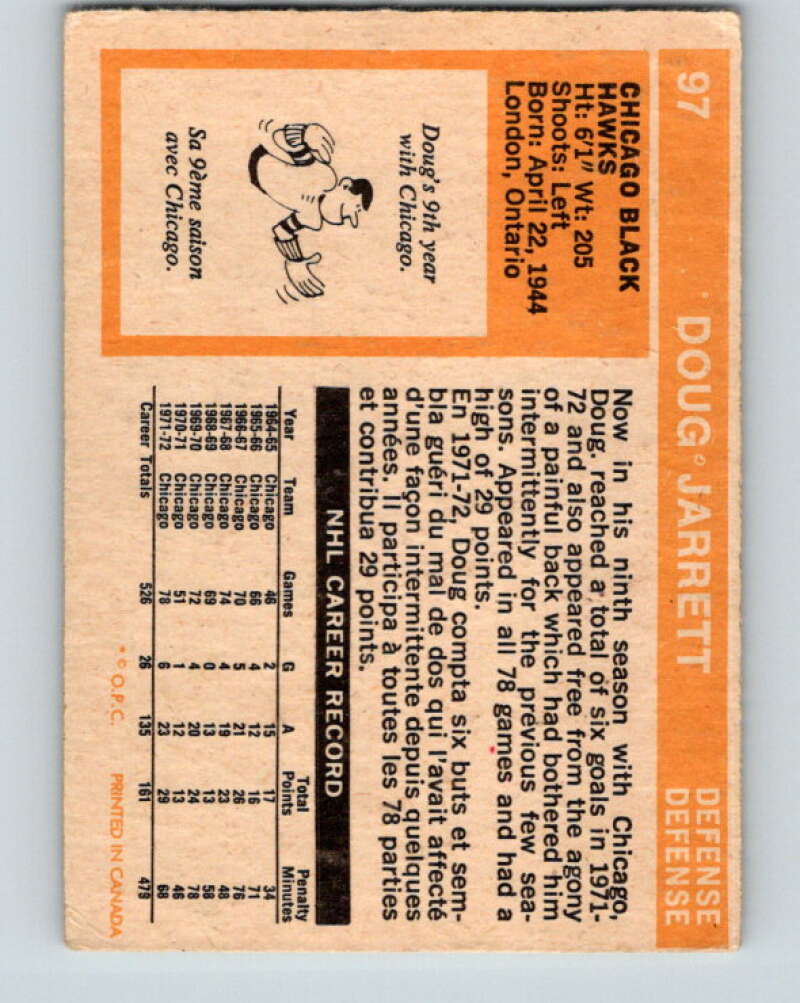 97 DOUG JARRETT DEFENSE
DEFENSE
CHICAGO BLACK
HAWKS
Ht: 6'1" Wt: 205
Shoots: Left
Born: April 22, 1944
London, Ontario
Doug's 9th year
with Chicago.
Sa 9ème saison
avec Chicago.
Now in his ninth season with Chicago,
Doug. reached a total of six goals in 1971-
72 and also appeared free from the agony
of a painful back which had bothered him
intermittently for the previous few sea-
sons. Appeared in all 78 games and had a
high of 29 points.
En 1971-72, Doug compta six buts et sem-
bla guéri du mal de dos qui l'avait affecté
d'une façon intermittente depuis quelques
années. Il participa à toutes les 78 parties
et contribua 29 points.
NHL CAREER RECORD
Year Team Games G A Total Points Penalty Minutes
1964-65 Chicago 46 2 15 17 34
1965-66 Chicago 66 4 12 16 71
1966-67 Chicago 70 5 21 26 76
1967-68 Chicago 74 4 19 23 48
1968-69 Chicago 69 0 13 13 58
1969-70 Chicago 72 4 20 24 78
1970-71 Chicago 51 1 12 13 46
1971-72 Chicago 78 6 23 29 68
Career Totals 526 26 135 161 479
* © O.P.C. PRINTED IN CANADA